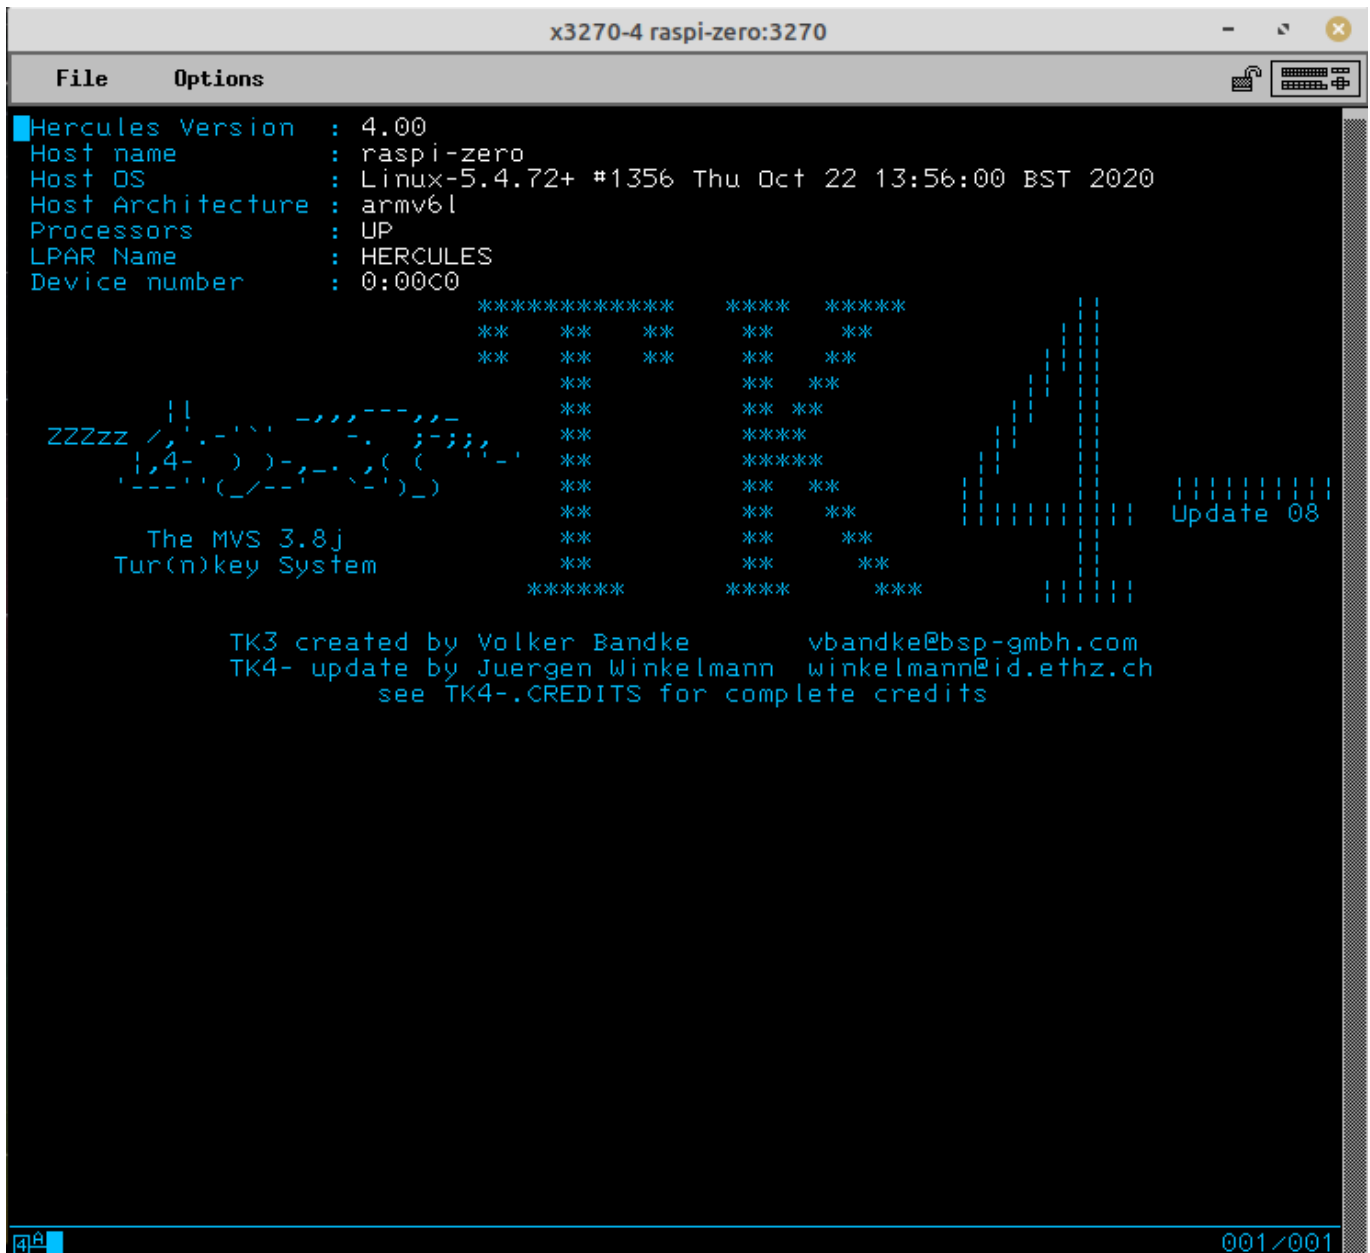 x3270-4 raspi-zero:3270
File Options
Hercules Version : 4.00
Host name : raspi-zero
Host OS : Linux-5.4.72+ #1356 Thu Oct 22 13:56:00 BST 2020
Host Architecture : armv6l
Processors : UP
LPAR Name : HERCULES
Device number : 0:00C0
TK4-
ZZZzz
Update 08
The MVS 3.8j
Tur(n)key System
TK3 created by Volker Bandke vbandke@bsp-gmbh.com
TK4- update by Juergen Winkelmann winkelmann@id.ethz.ch
see TK4-.CREDITS for complete credits
4A 001/001